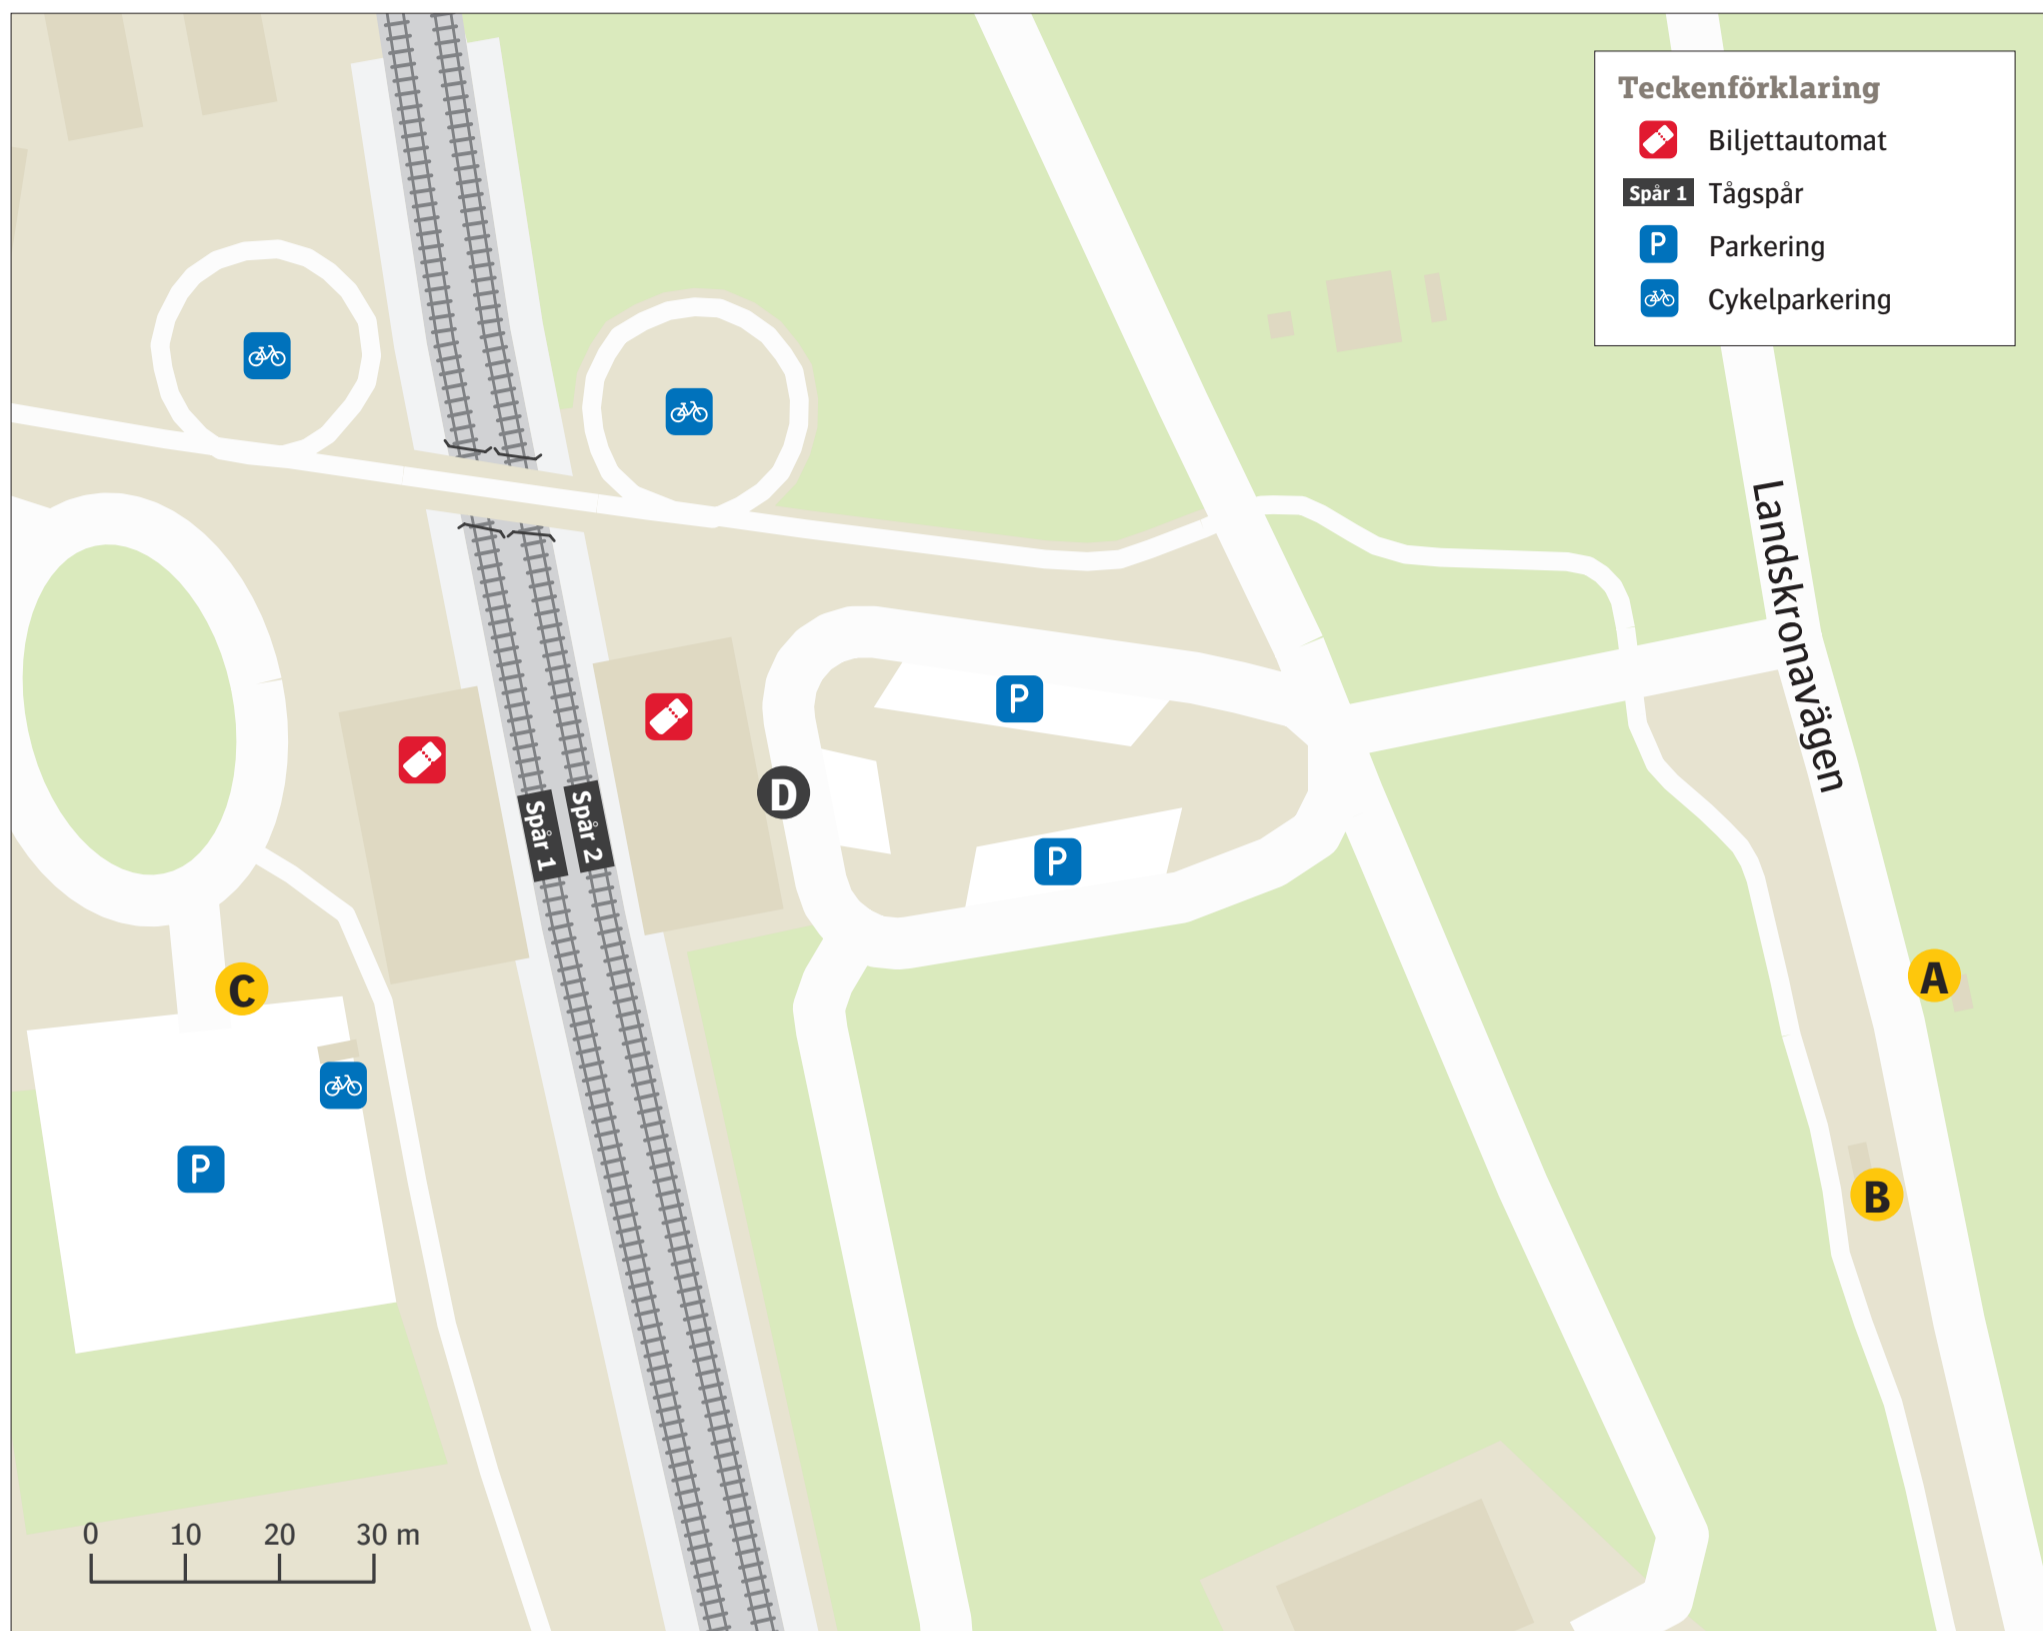 Teckenförklaring
Biljettautomat
Spår 1 Tågspår
P Parkering
Cykelparkering
Landskronavägen
P
D
Spår 1
Spår 2
P
C
A
P
B
0 10 20 30 m